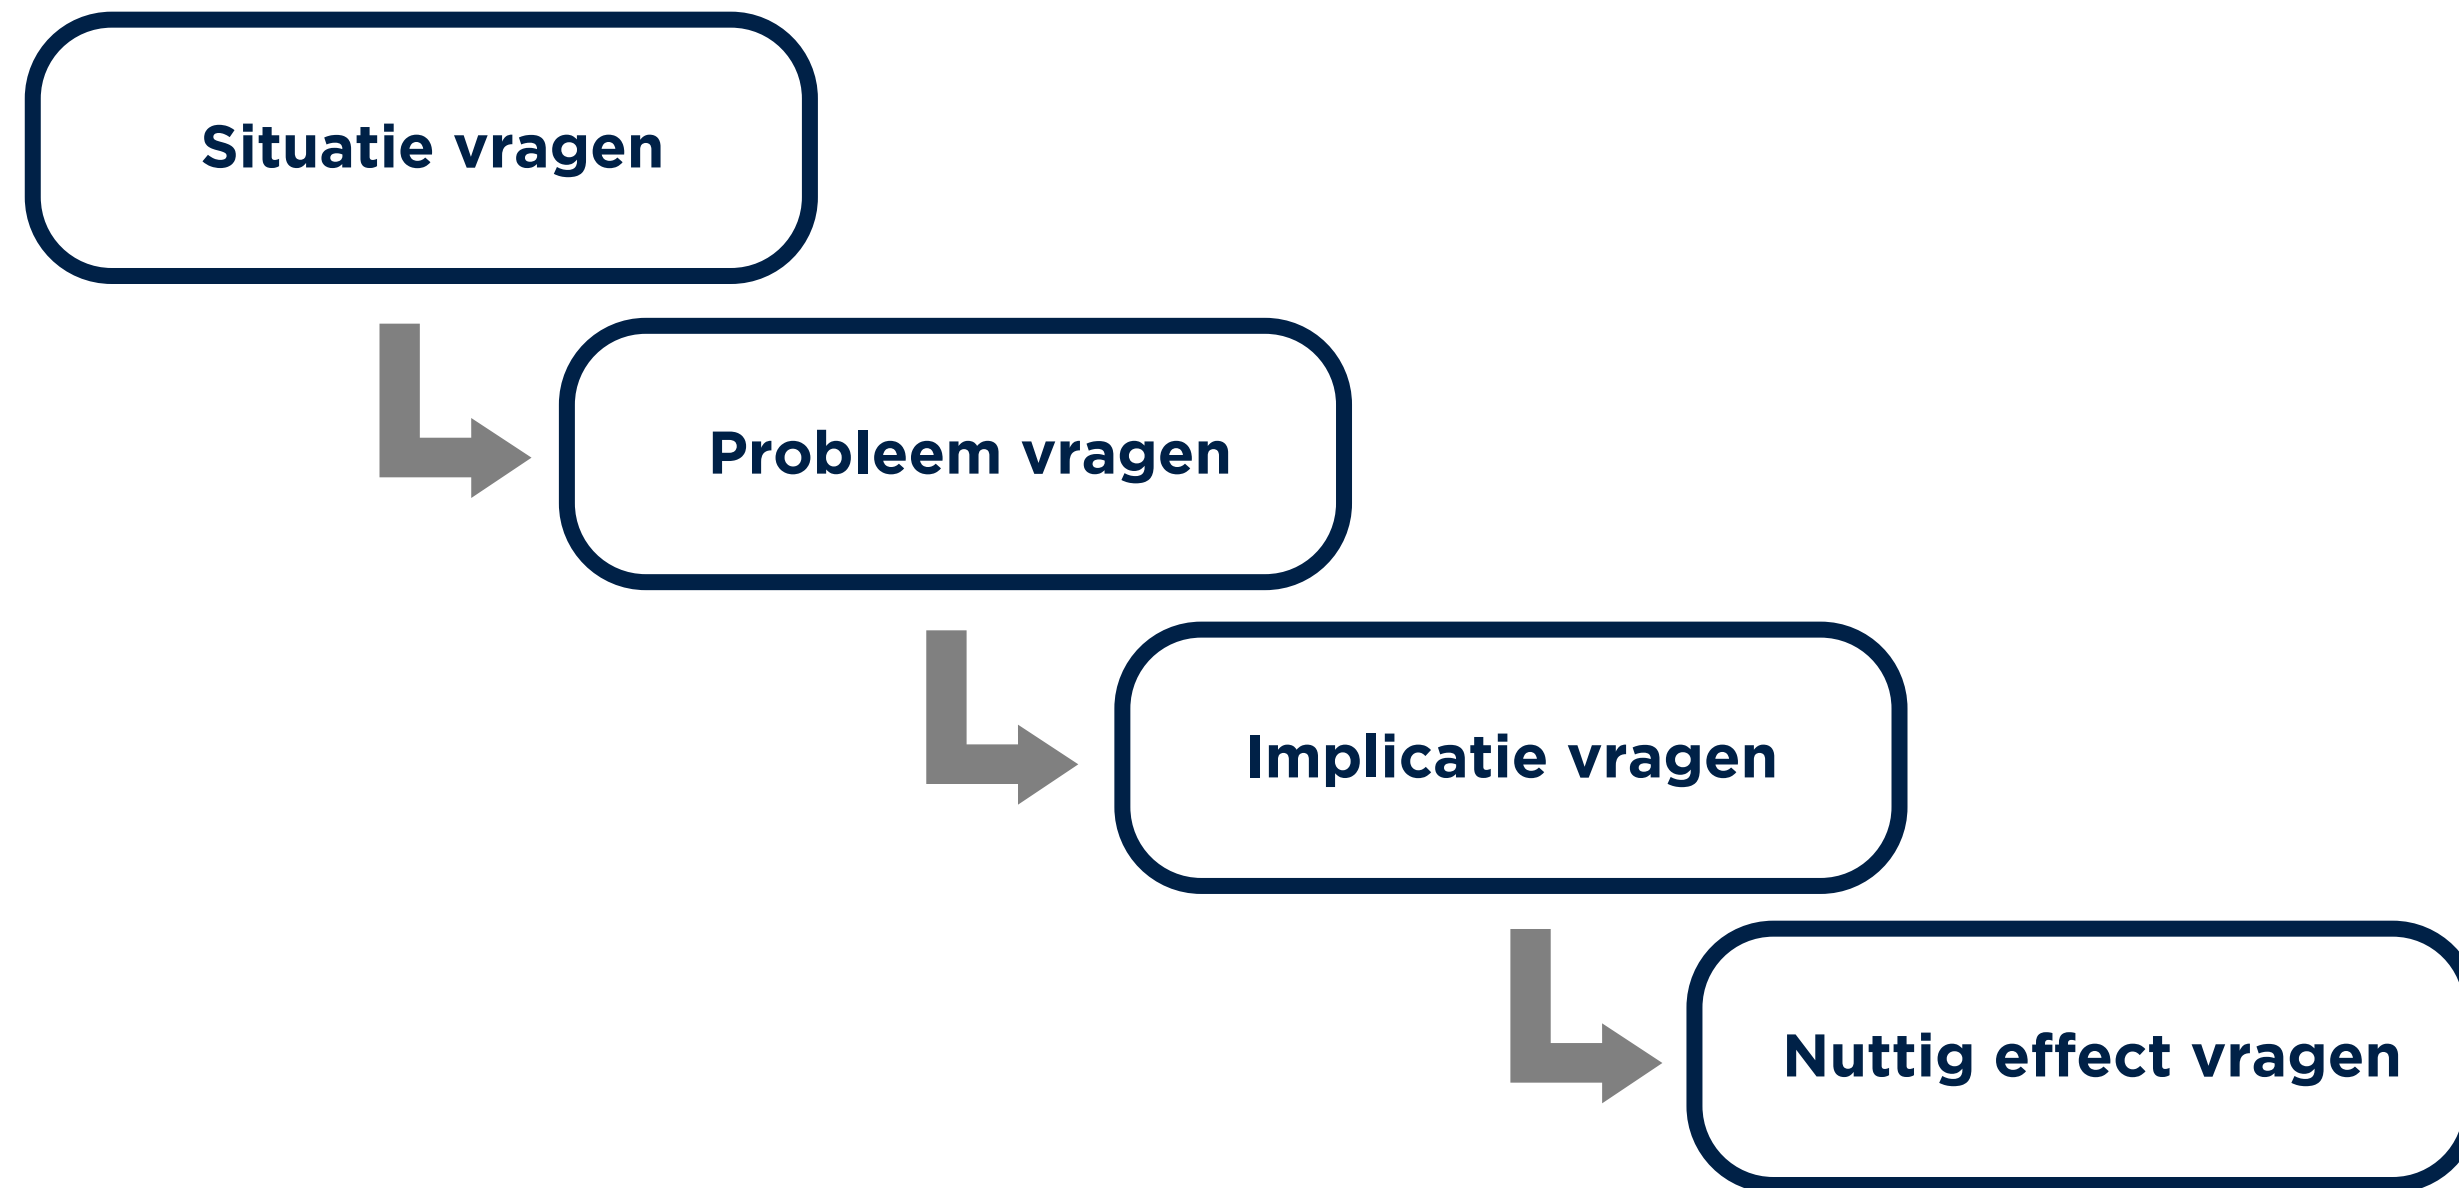 Situatie vragen
Probleem vragen
Implicatie vragen
Nuttig effect vragen